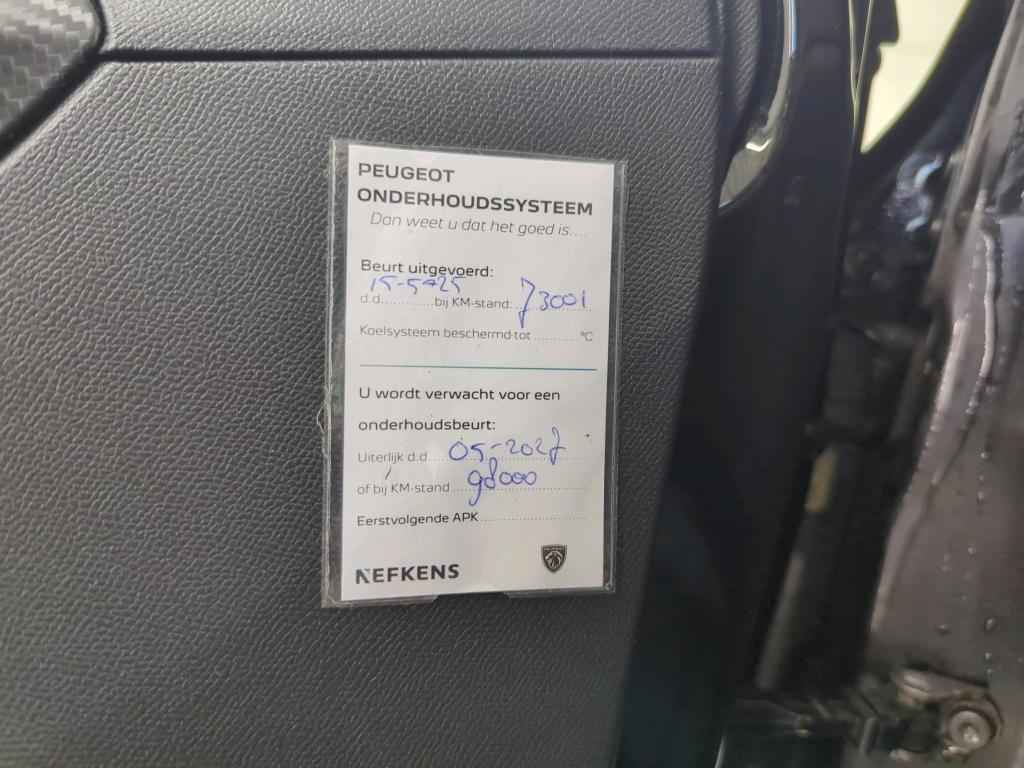 PEUGEOT
ONDERHOUDSSYSTEEM
Dan weet u dat het goed is....
Beurt uitgevoerd:
d.d. 15-5-25 bij KM-stand: 73001
Koelsysteem beschermd tot ........... °C
U wordt verwacht voor een
onderhoudsbeurt:
Uiterlijk d.d. 05-2027
of bij KM-stand 98000
Eerstvolgende APK
NEFKENS